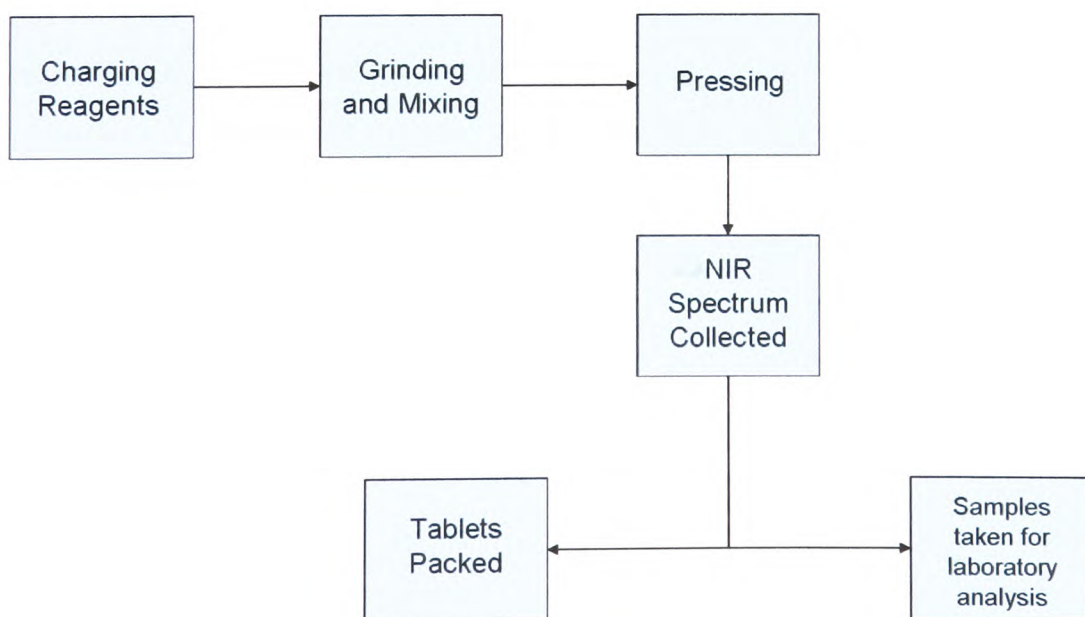 Charging
Reagents
Grinding
and Mixing
Pressing
NIR
Spectrum
Collected
Tablets
Packed
Samples
taken for
laboratory
analysis